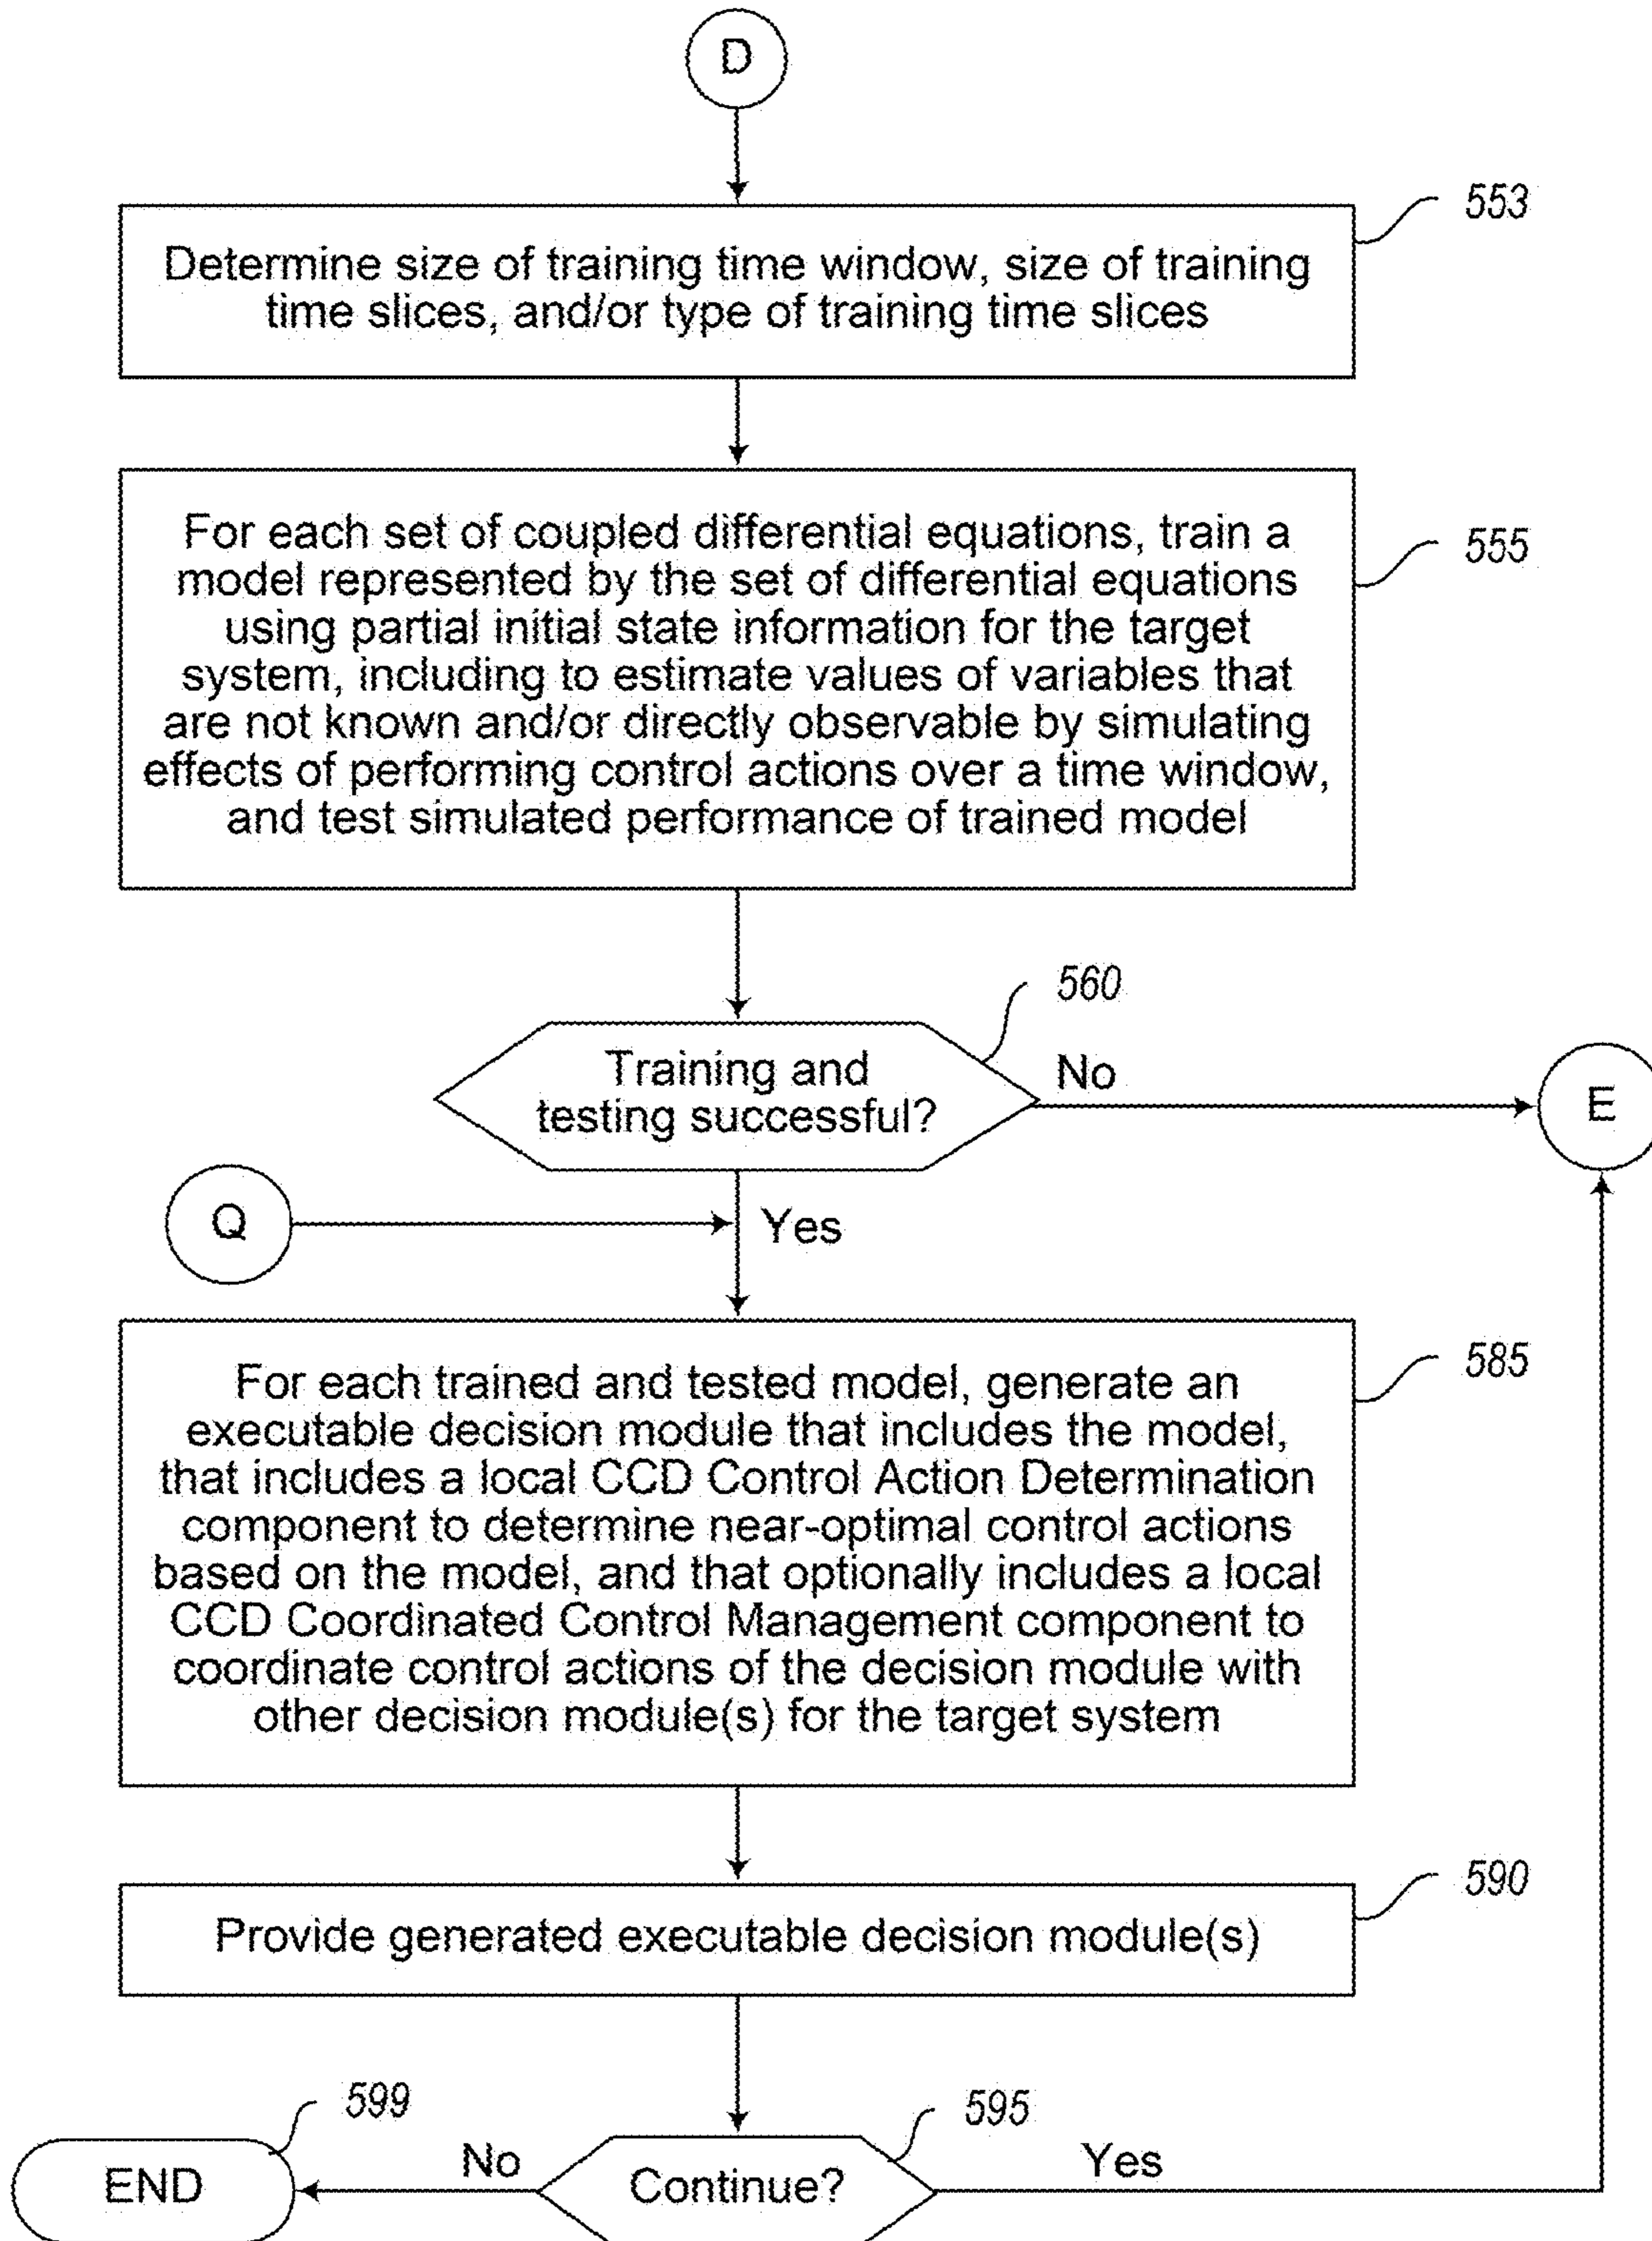 D
553
Determine size of training time window, size of training
time slices, and/or type of training time slices
555
For each set of coupled differential equations, train a
model represented by the set of differential equations
using partial initial state information for the target
system, including to estimate values of variables that
are not known and/or directly observable by simulating
effects of performing control actions over a time window,
and test simulated performance of trained model
560
Training and
testing successful?
No
E
Q
Yes
585
For each trained and tested model, generate an
executable decision module that includes the model,
that includes a local CCD Control Action Determination
component to determine near-optimal control actions
based on the model, and that optionally includes a local
CCD Coordinated Control Management component to
coordinate control actions of the decision module with
other decision module(s) for the target system
590
Provide generated executable decision module(s)
599
END
No
595
Continue?
Yes